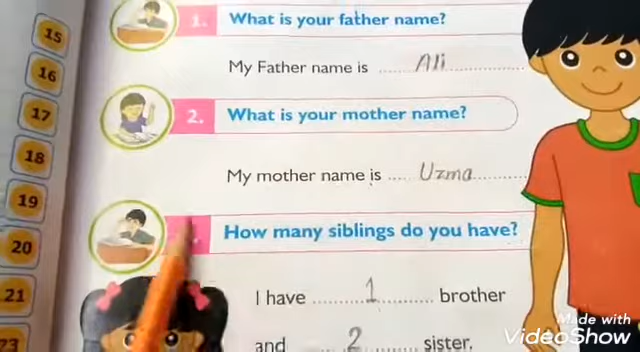 15
16
17
18
19
20
21
23
1. What is your father name?
My Father name is ...... Ali ......
2. What is your mother name?
My mother name is ..... Uzma ......
How many siblings do you have?
I have ...... 1 ...... brother
and ...... 2 ...... sister.
Made with
VideoShow